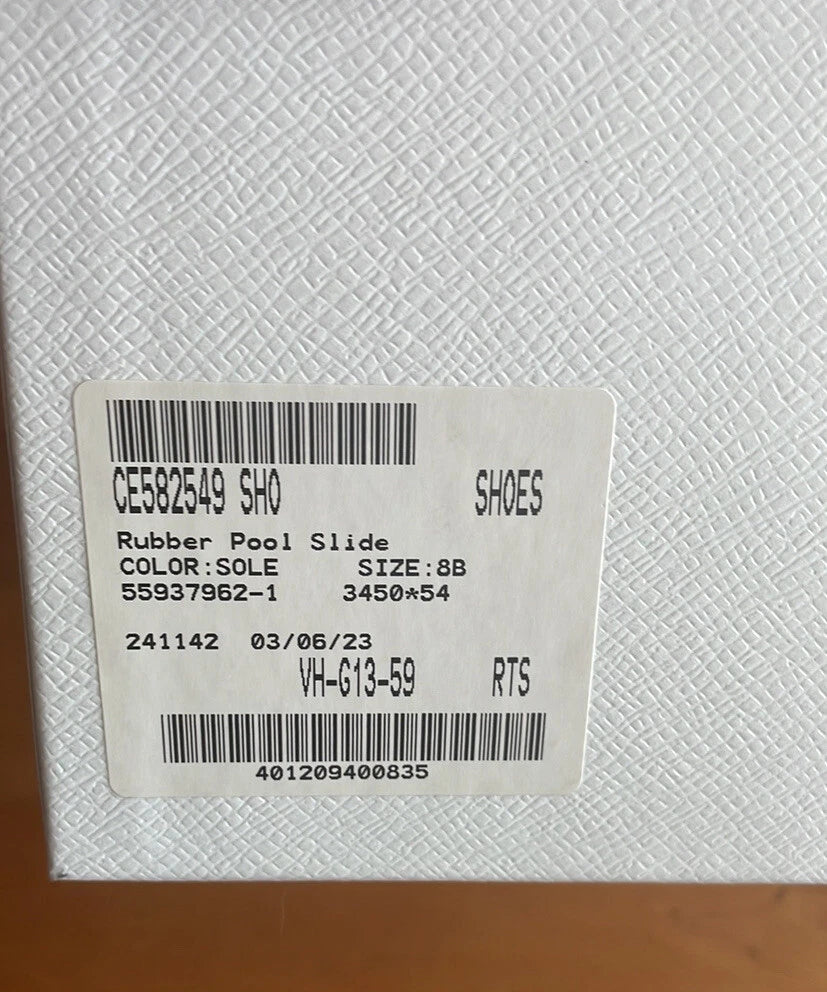 CE582549 SHO SHOES
Rubber Pool Slide
COLOR:SOLE SIZE:8B
55937962-1 3450*54
241142 03/06/23
VH-G13-59 RTS
401209400835